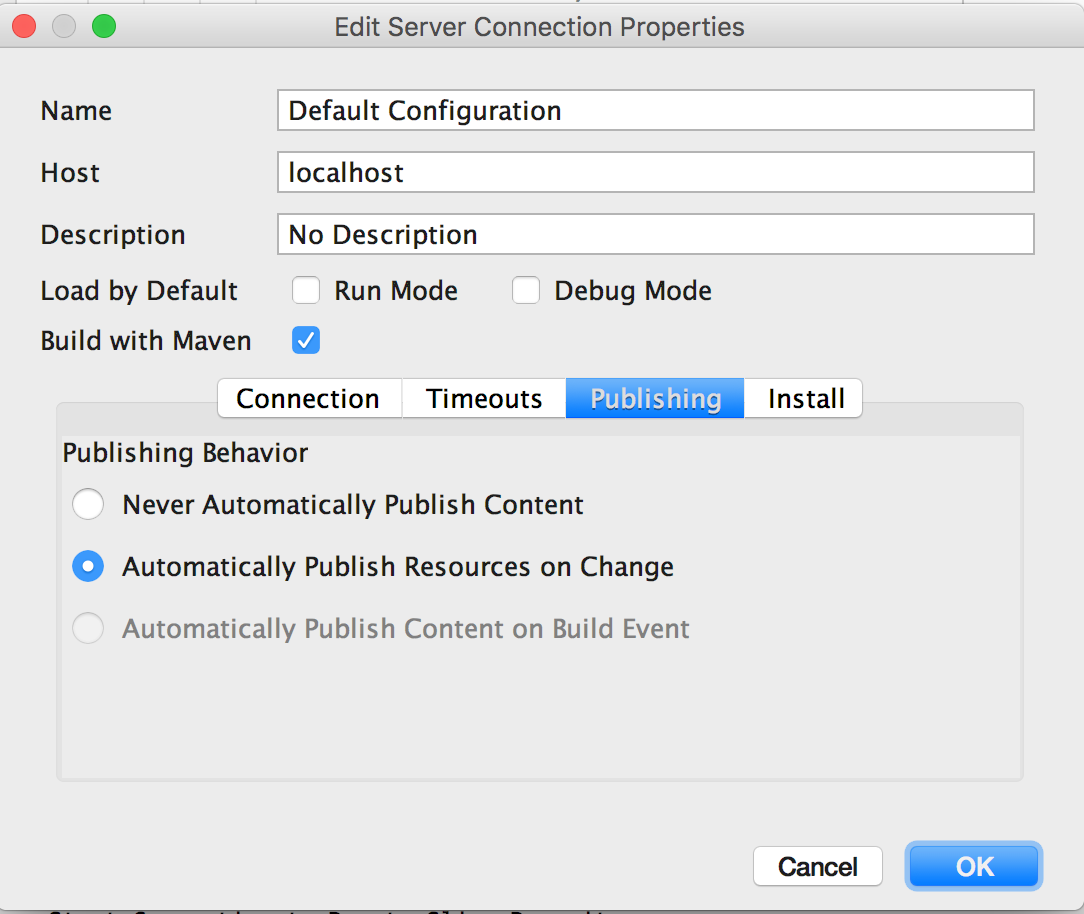 Edit Server Connection Properties
Name Default Configuration
Host localhost
Description No Description
Load by Default Run Mode Debug Mode
Build with Maven
Connection Timeouts Publishing Install
Publishing Behavior
Never Automatically Publish Content
Automatically Publish Resources on Change
Automatically Publish Content on Build Event
Cancel OK